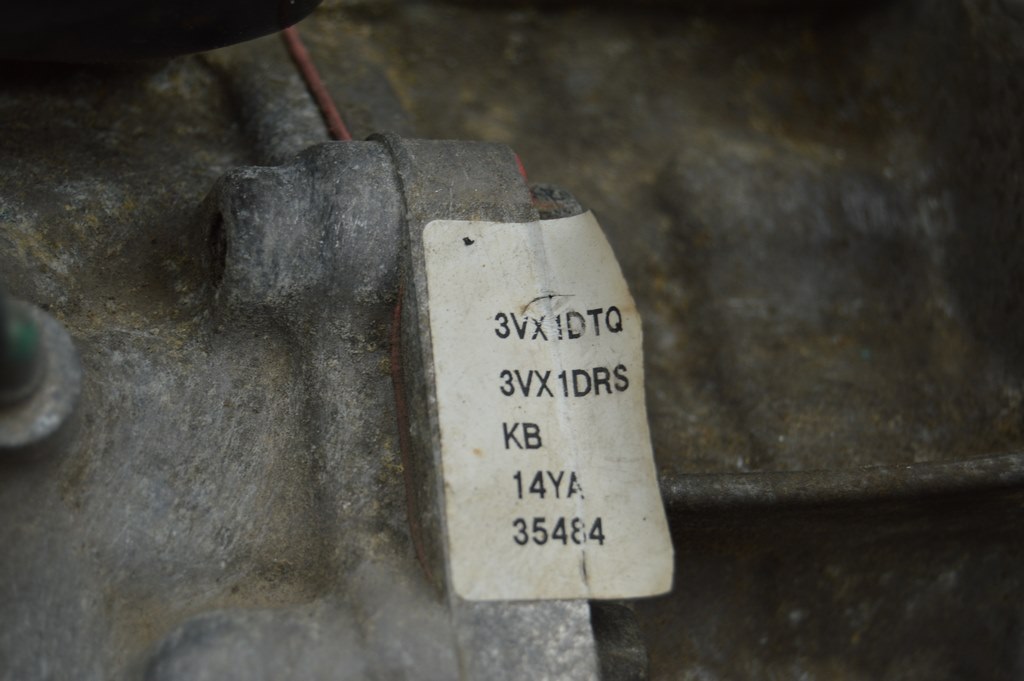 3VX1DTQ
3VX1DRS
KB
14YA
35484